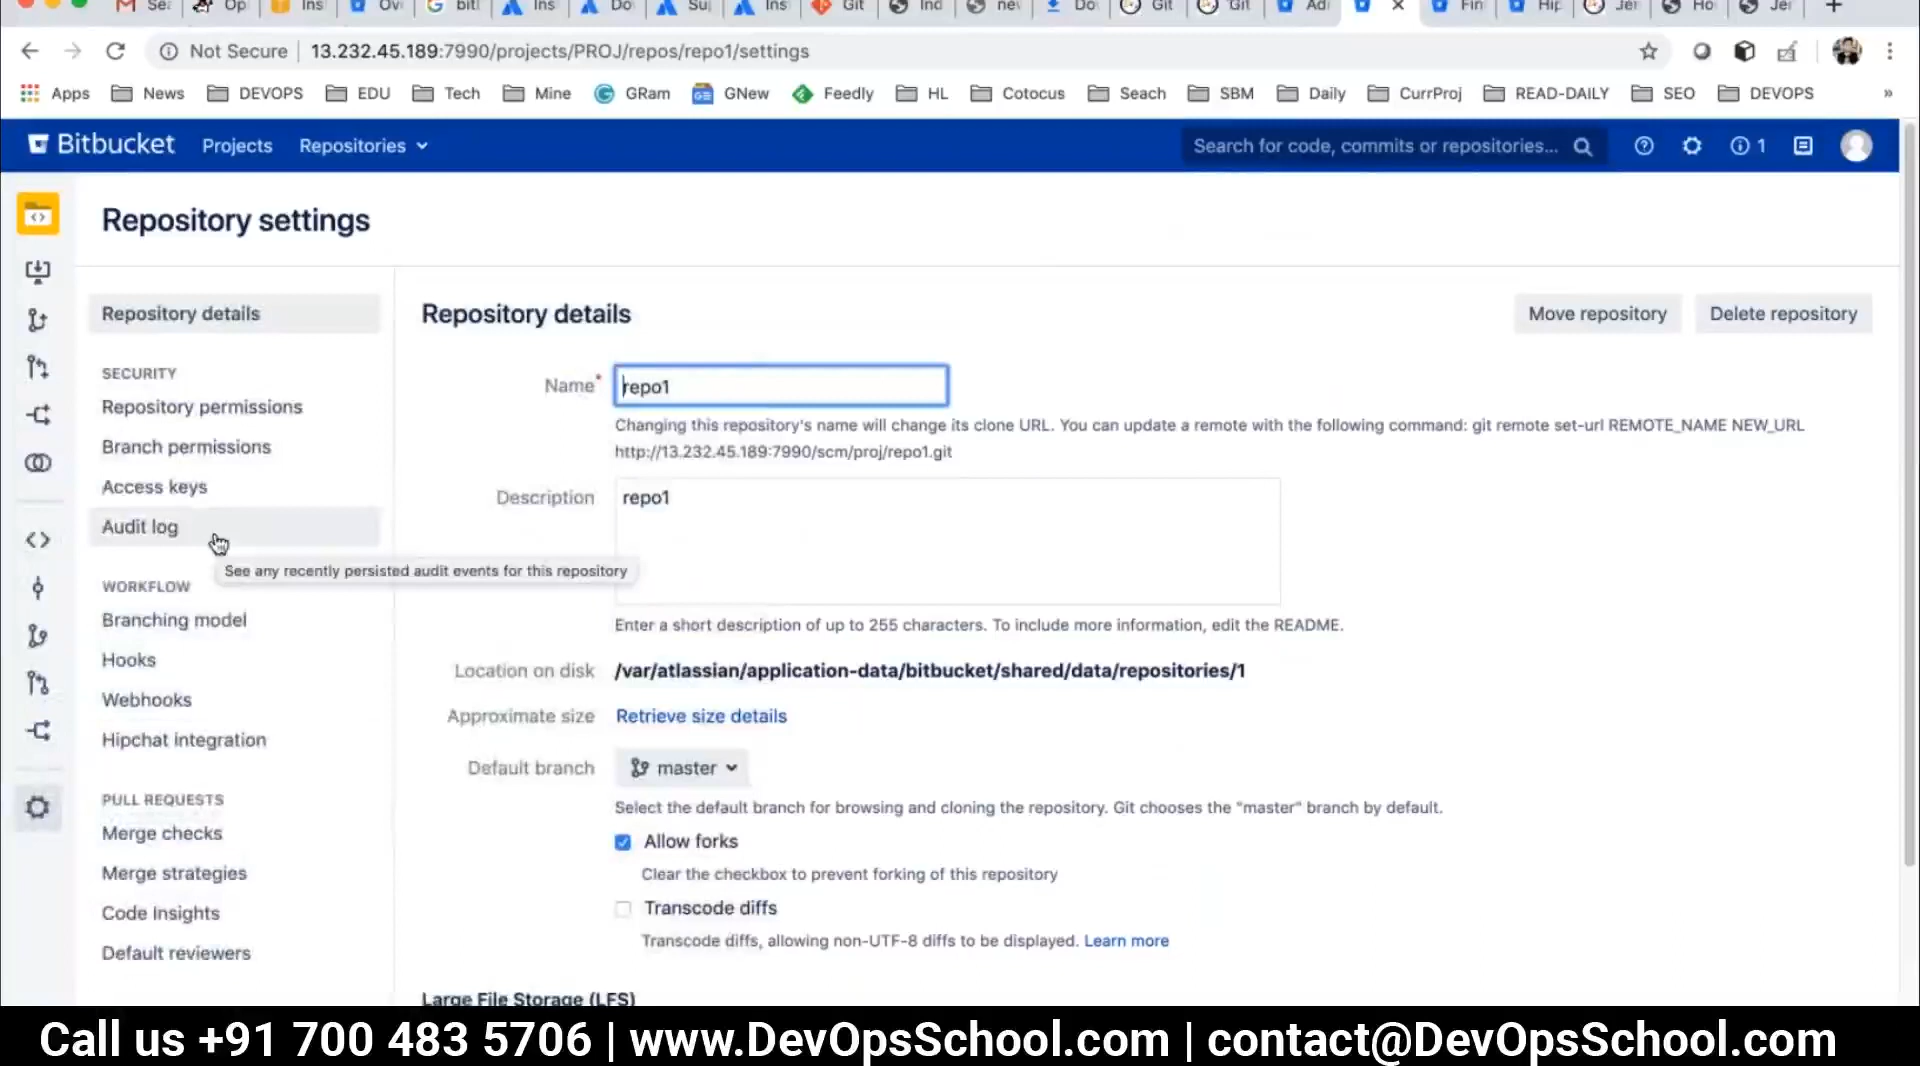 Ins
Ov
Ins
Do
Ins
Git
Do
Git
Git
Not Secure | 13.232.45.189:7990/projects/PROJ/repos/repo1/settings
Apps News DEVOPS EDU Tech Mine GRam GNew Feedly HL Cotocus Seach SBM Daily CurrProj READ-DAILY SEO DEVOPS »
Bitbucket Projects Repositories Search for code, commits or repositories... 1
Repository settings
Repository details
SECURITY
Repository permissions
Branch permissions
Access keys
Audit log
See any recently persisted audit events for this repository
WORKFLOW
Branching model
Hooks
Webhooks
Hipchat integration
PULL REQUESTS
Merge checks
Merge strategies
Code Insights
Default reviewers
Repository details Move repository Delete repository
Name* repo1
Changing this repository's name will change its clone URL. You can update a remote with the following command: git remote set-url REMOTE_NAME NEW_URL
http://13.232.45.189:7990/scm/proj/repo1.git
Description repo1
Enter a short description of up to 255 characters. To include more information, edit the README.
Location on disk /var/atlassian/application-data/bitbucket/shared/data/repositories/1
Approximate size Retrieve size details
Default branch master
Select the default branch for browsing and cloning the repository. Git chooses the "master" branch by default.
Allow forks
Clear the checkbox to prevent forking of this repository
Transcode diffs
Transcode diffs, allowing non-UTF-8 diffs to be displayed. Learn more
Large File Storage (LFS)
Call us +91 700 483 5706 | www.DevOpsSchool.com | contact@DevOpsSchool.com